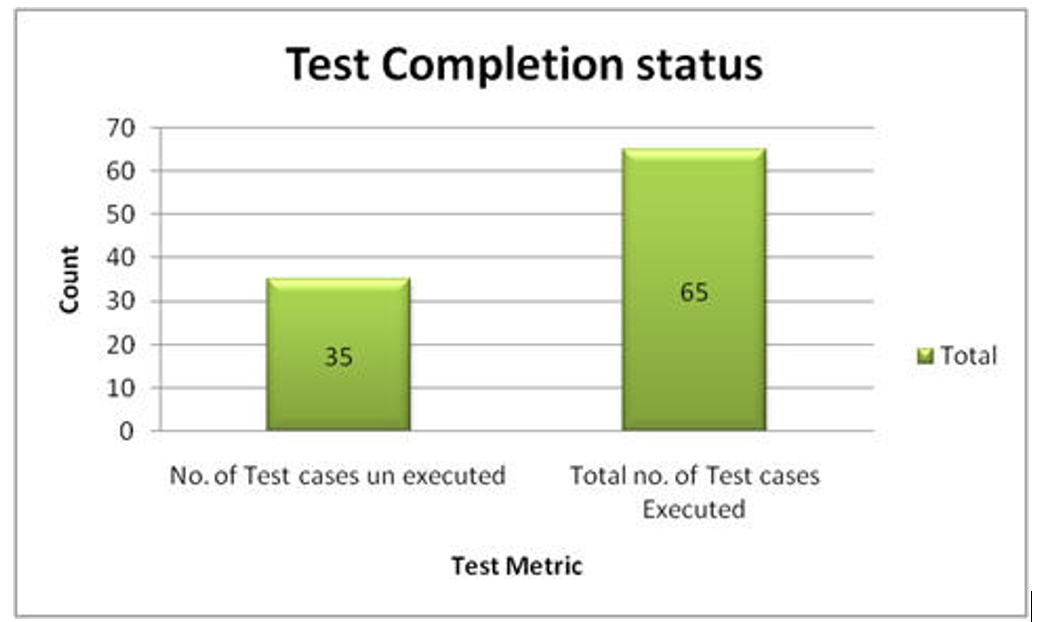 Test Completion status
70
60
50
40
30
20
10
0
Count
35
65
Total
No. of Test cases un executed
Total no. of Test cases
Executed
Test Metric